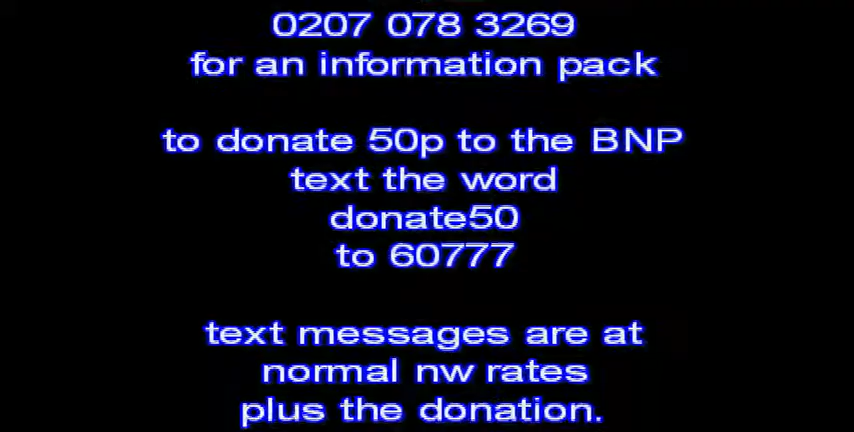 0207 078 3269
for an information pack
to donate 50p to the BNP
text the word
donate50
to 60777
text messages are at
normal nw rates
plus the donation.